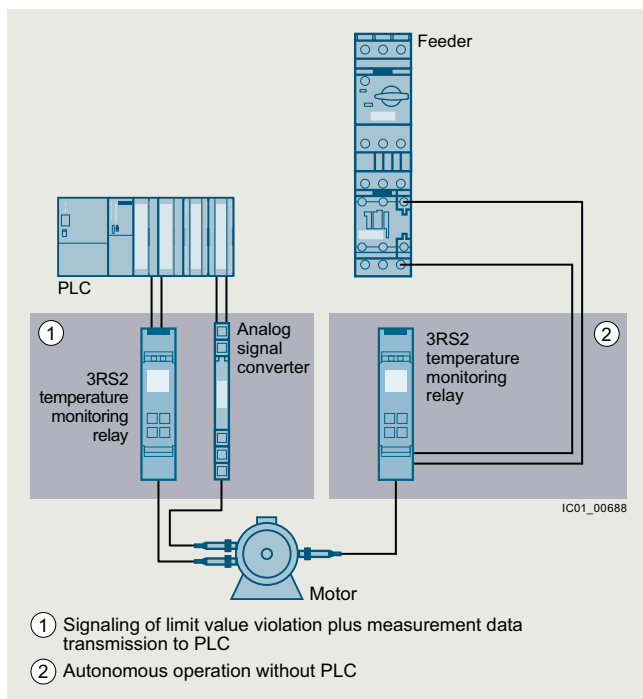 Feeder
PLC
1
Analog
signal
converter
3RS2
temperature
monitoring
relay
2
3RS2
temperature
monitoring
relay
IC01_00688
Motor
1 Signaling of limit value violation plus measurement data
transmission to PLC
2 Autonomous operation without PLC